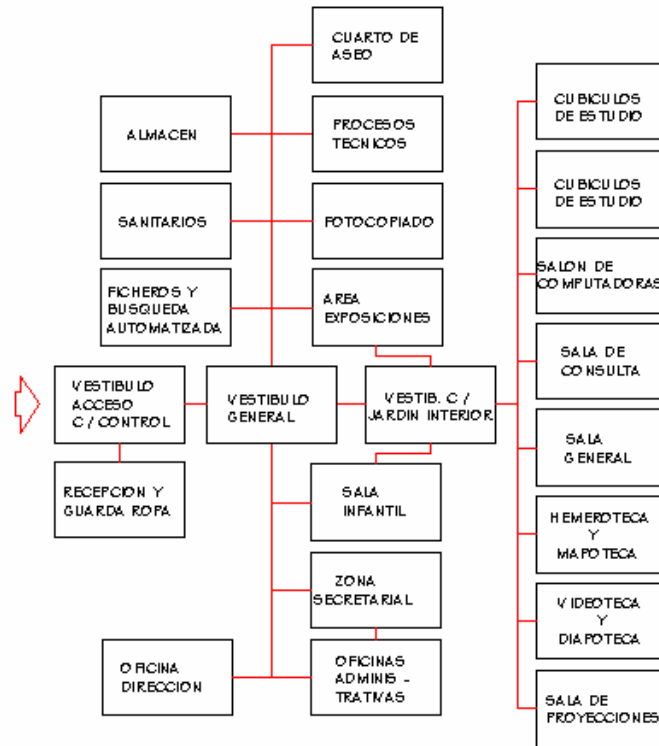 CUARTO DE
ASEO
CUBICULOS
DE ESTUDIO
ALMACEN
PROCESOS
TECNICOS
CUBICULOS
DE ESTUDIO
SANITARIOS
FOTOCOPIADO
SALON DE
COMPUTADORAS
FICHEROS Y
BUSQUEDA
AUTOMATIZADA
AREA
EXPOSICIONES
SALA DE
CONSULTA
VESTIBULO
ACCESO
C/ CONTROL
VESTIBULO
GENERAL
VESTIB. C /
JARDIN INTERIOR
SALA
GENERAL
RECEPCION Y
GUARDA ROPA
SALA
INFANTIL
HEMEROTECA
Y
MAPOTECA
ZONA
SECRETARIAL
VIDEOTECA
Y
DIAPOTECA
OFICINA
DIRECCION
OFICINAS
ADMINIS -
TRATIVAS
SALA DE
PROYECCIONES